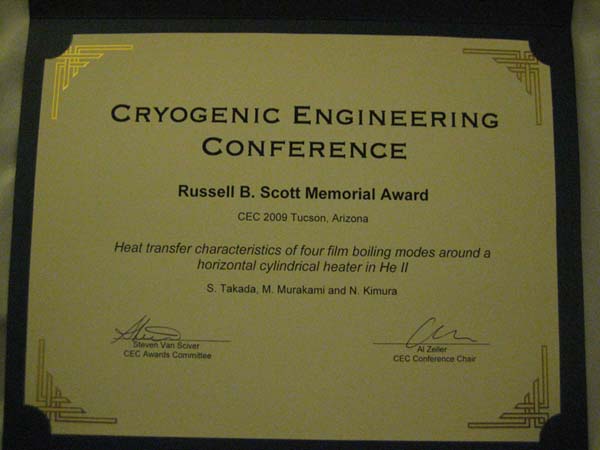 CRYOGENIC ENGINEERING
CONFERENCE
Russell B. Scott Memorial Award
CEC 2009 Tucson, Arizona
Heat transfer characteristics of four film boiling modes around a
horizontal cylindrical heater in He II
S. Takada, M. Murakami and N. Kimura
Steven Van Sciver
CEC Awards Committee
Al Zeller
CEC Conference Chair